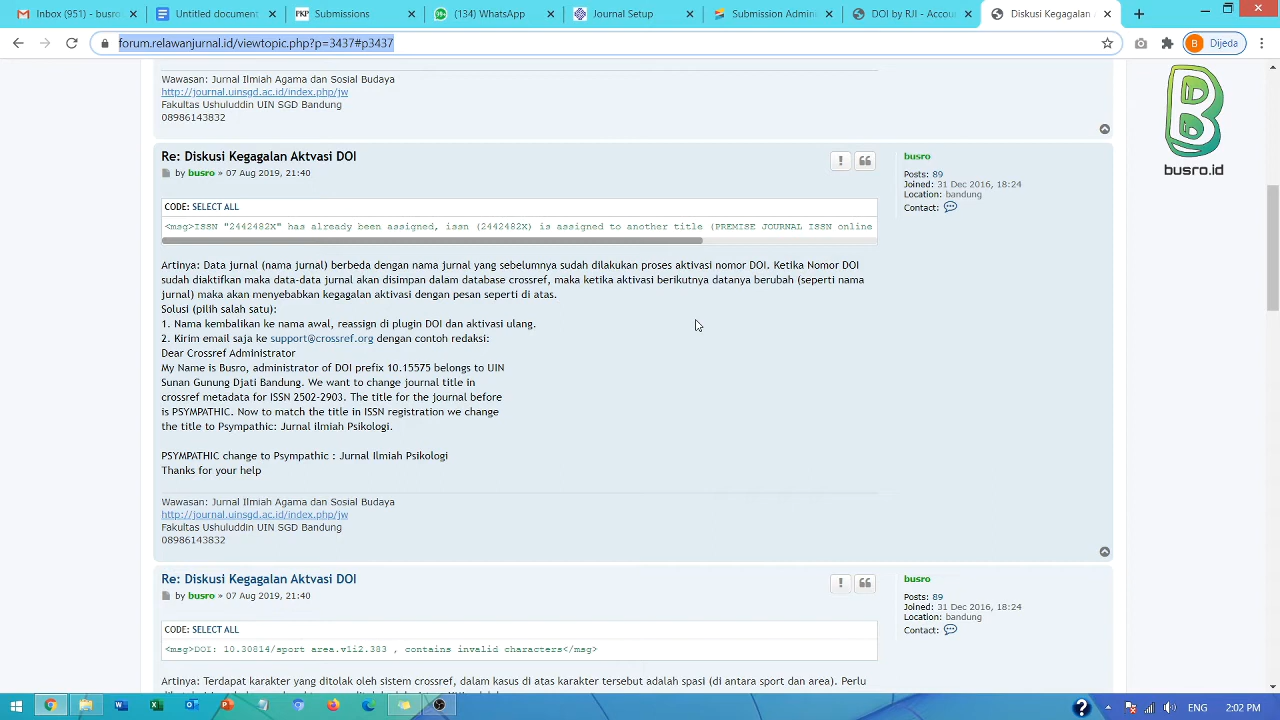 Inbox (951) - busro
Untitled document
Submissions
(134) WhatsApp
Journal Setup
Submission Admin
DOI by RJI - Accou
Diskusi Kegagalan
forum.relawanjurnal.id/viewtopic.php?p=3437#p3437
B Dijeda
Wawasan: Jurnal Ilmiah Agama dan Sosial Budaya
http://journal.uinsgd.ac.id/index.php/jw
Fakultas Ushuluddin UIN SGD Bandung
08986143832
busro.id
Re: Diskusi Kegagalan Aktvasi DOI
by busro » 07 Aug 2019, 21:40
busro
Posts: 89
Joined: 31 Dec 2016, 18:24
Location: bandung
Contact:
CODE: SELECT ALL
<msg>ISSN "2442482X" has already been assigned, issn (2442482X) is assigned to another title (PREMISE JOURNAL ISSN online
Artinya: Data jurnal (nama jurnal) berbeda dengan nama jurnal yang sebelumnya sudah dilakukan proses aktivasi nomor DOI. Ketika Nomor DOI
sudah diaktifkan maka data-data jurnal akan disimpan dalam database crossref, maka ketika aktivasi berikutnya datanya berubah (seperti nama
jurnal) maka akan menyebabkan kegagalan aktivasi dengan pesan seperti di atas.
Solusi (pilih salah satu):
1. Nama kembalikan ke nama awal, reassign di plugin DOI dan aktivasi ulang.
2. Kirim email saja ke support@crossref.org dengan contoh redaksi:
Dear Crossref Administrator
My Name is Busro, administrator of DOI prefix 10.15575 belongs to UIN
Sunan Gunung Djati Bandung. We want to change journal title in
crossref metadata for ISSN 2502-2903. The title for the journal before
is PSYMPATHIC. Now to match the title in ISSN registration we change
the title to Psympathic: Jurnal ilmiah Psikologi.
PSYMPATHIC change to Psympathic : Jurnal Ilmiah Psikologi
Thanks for your help
Wawasan: Jurnal Ilmiah Agama dan Sosial Budaya
http://journal.uinsgd.ac.id/index.php/jw
Fakultas Ushuluddin UIN SGD Bandung
08986143832
Re: Diskusi Kegagalan Aktvasi DOI
by busro » 07 Aug 2019, 21:40
busro
Posts: 89
Joined: 31 Dec 2016, 18:24
Location: bandung
Contact:
CODE: SELECT ALL
<msg>DOI: 10.30814/sport area.v1i2.383 , contains invalid characters</msg>
Artinya: Terdapat karakter yang ditolak oleh sistem crossref, dalam kasus di atas karakter tersebut adalah spasi (di antara sport dan area). Perlu
ENG
2:02 PM